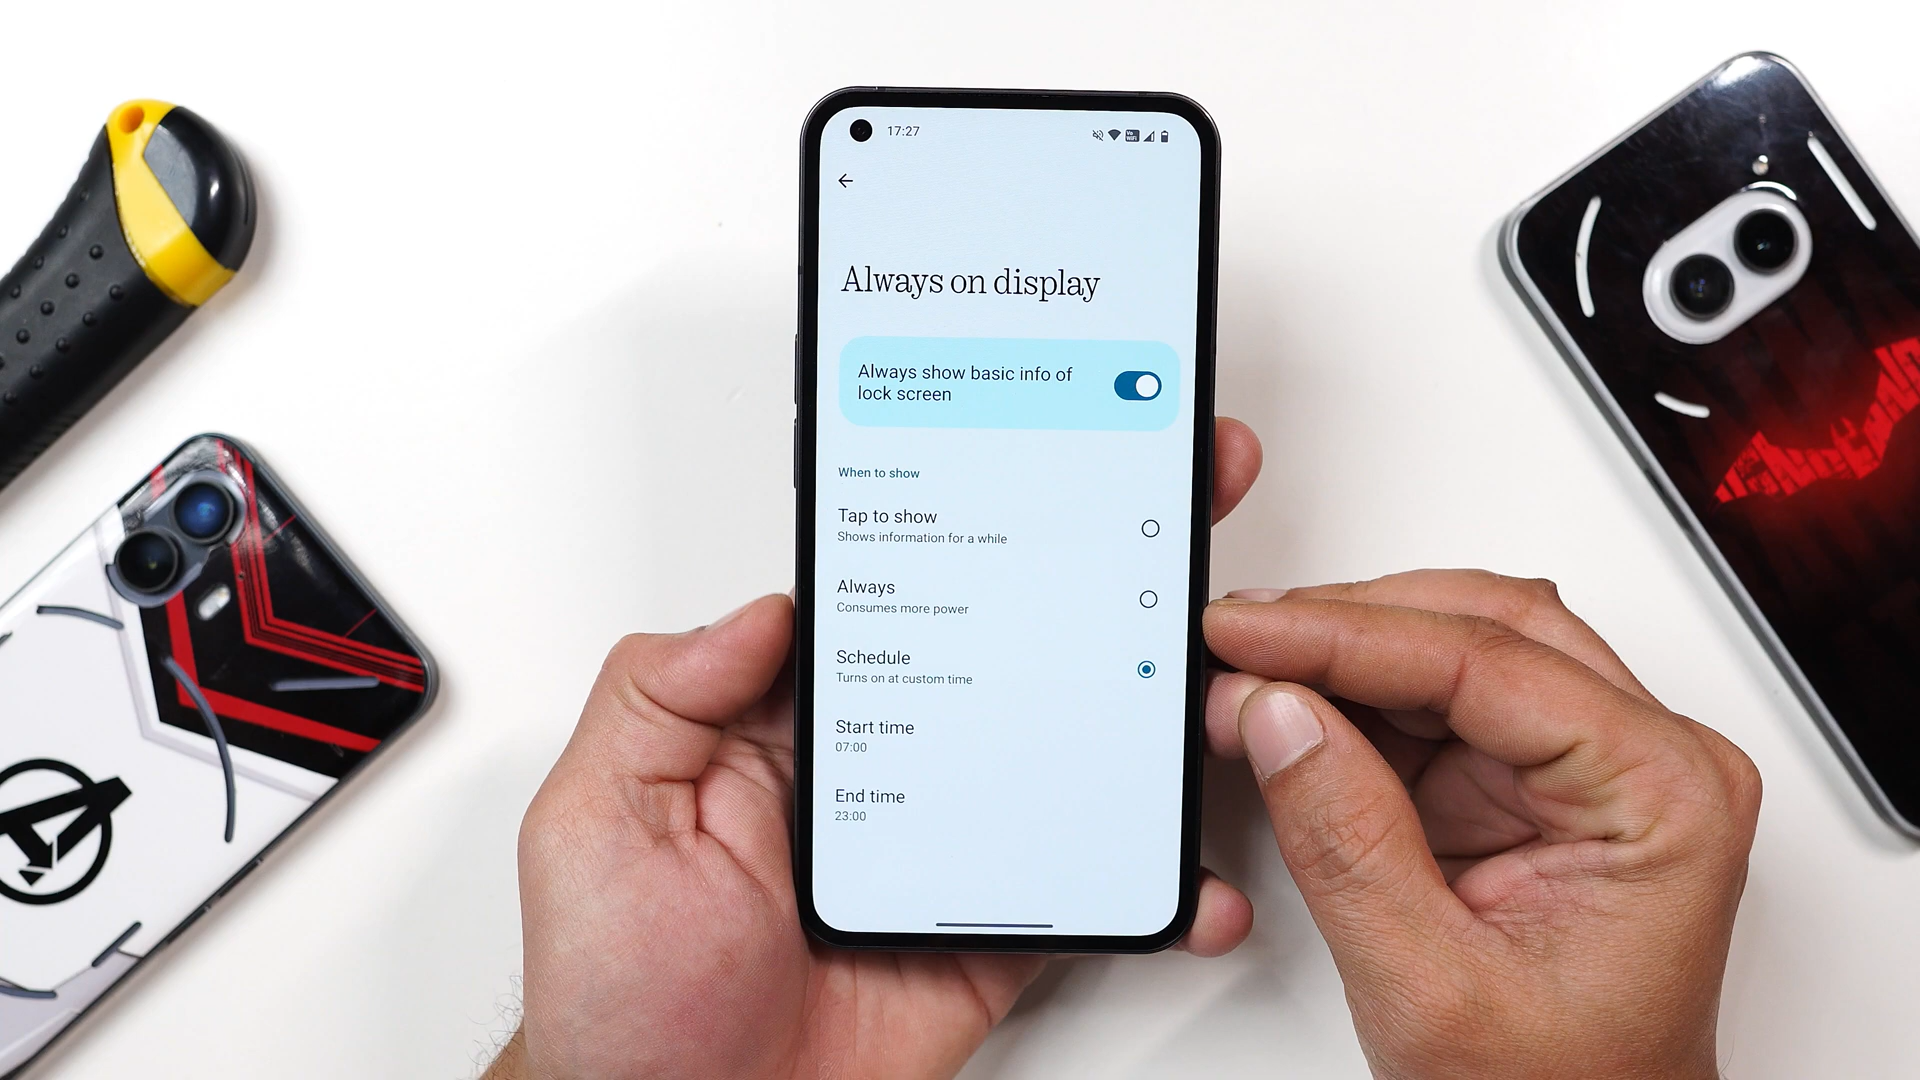 17:27
Always on display
Always show basic info of
lock screen
When to show
Tap to show
Shows information for a while
Always
Consumes more power
Schedule
Turns on at custom time
Start time
07:00
End time
23:00